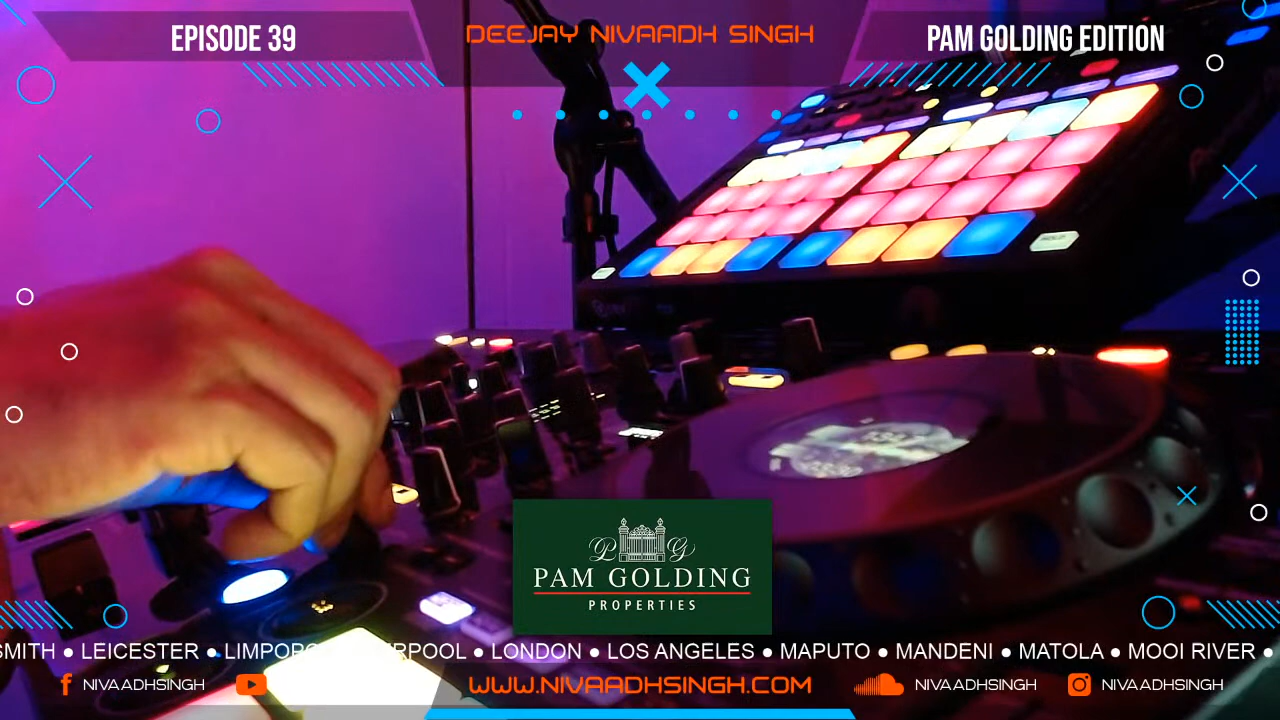 EPISODE 39
DEEJAY NIVAADH SINGH
PAM GOLDING EDITION
P G
PAM GOLDING
PROPERTIES
SMITH ● LEICESTER ● LIMPOPO ● LIVERPOOL ● LONDON ● LOS ANGELES ● MAPUTO ● MANDENI ● MATOLA ● MOOI RIVER ●
NIVAADHSINGH
WWW.NIVAADHSINGH.COM
NIVAADHSINGH
NIVAADHSINGH